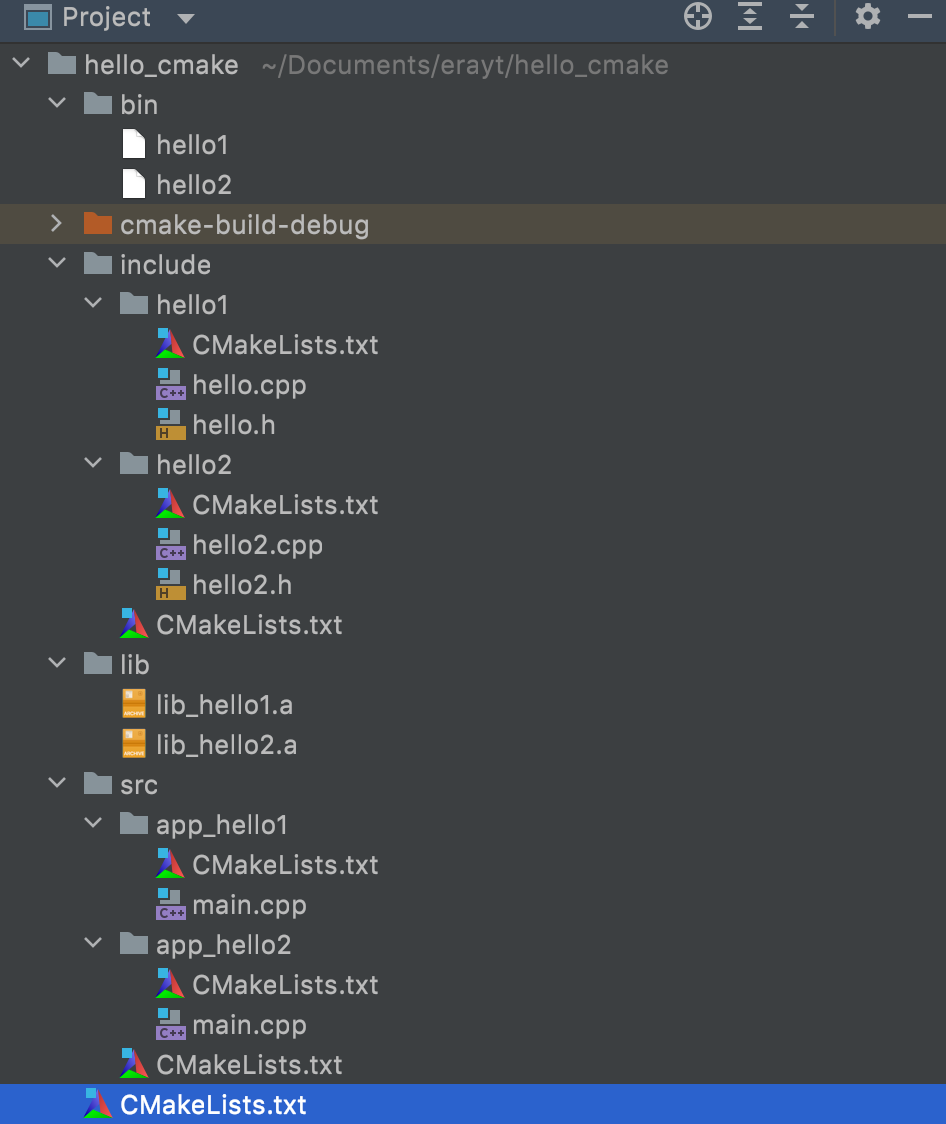 Project
hello_cmake ~/Documents/erayt/hello_cmake
bin
hello1
hello2
cmake-build-debug
include
hello1
CMakeLists.txt
C++ hello.cpp
H hello.h
hello2
CMakeLists.txt
C++ hello2.cpp
H hello2.h
CMakeLists.txt
lib
ARCHIVE lib_hello1.a
ARCHIVE lib_hello2.a
src
app_hello1
CMakeLists.txt
C++ main.cpp
app_hello2
CMakeLists.txt
C++ main.cpp
CMakeLists.txt
CMakeLists.txt